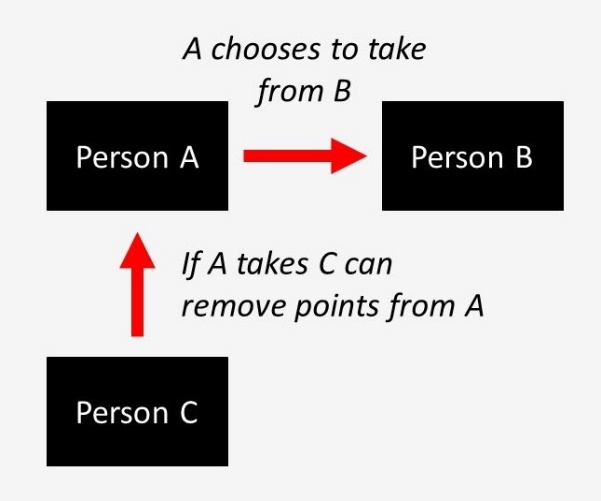 A chooses to take
from B
Person A
Person B
If A takes C can
remove points from A
Person C